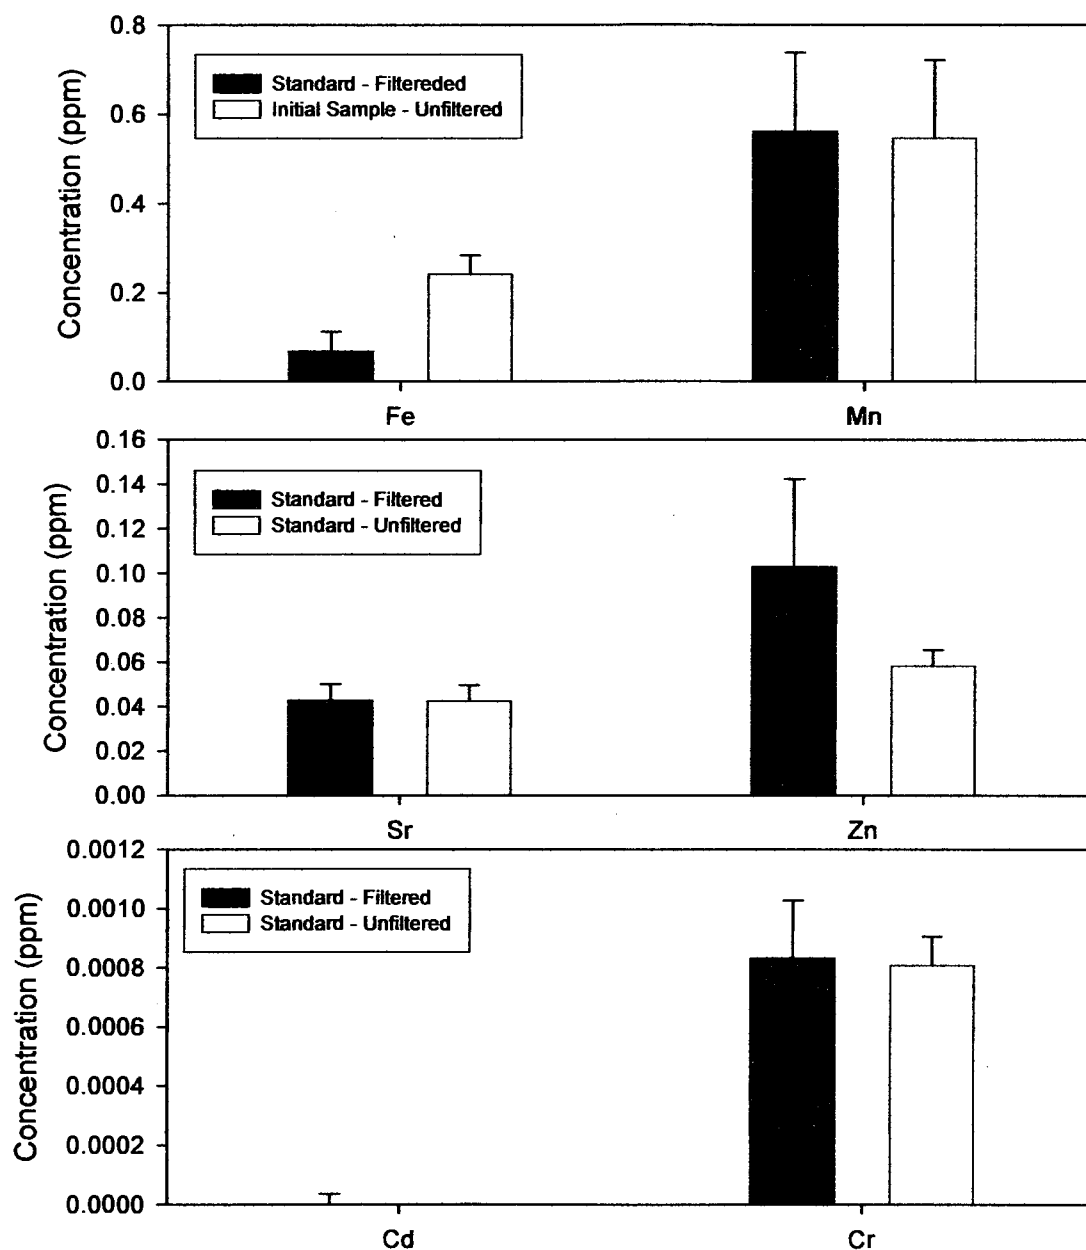 0.8
Standard - Filtereded
Initial Sample - Unfiltered
0.6
0.4
0.2
0.0
Concentration (ppm)
Fe
Mn
0.16
Standard - Filtered
Standard - Unfiltered
0.14
0.12
0.10
0.08
0.06
0.04
0.02
0.00
Concentration (ppm)
Sr
Zn
0.0012
Standard - Filtered
Standard - Unfiltered
0.0010
0.0008
0.0006
0.0004
0.0002
0.0000
Concentration (ppm)
Cd
Cr